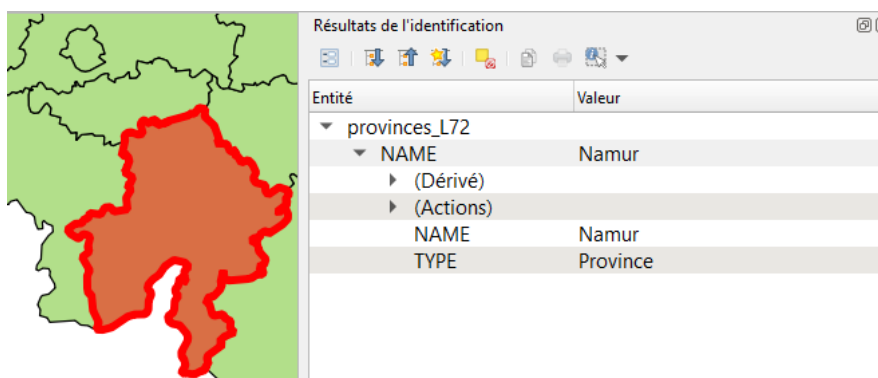 Résultats de l'identification
Entité Valeur
provinces_L72
NAME Namur
(Dérivé)
(Actions)
NAME Namur
TYPE Province